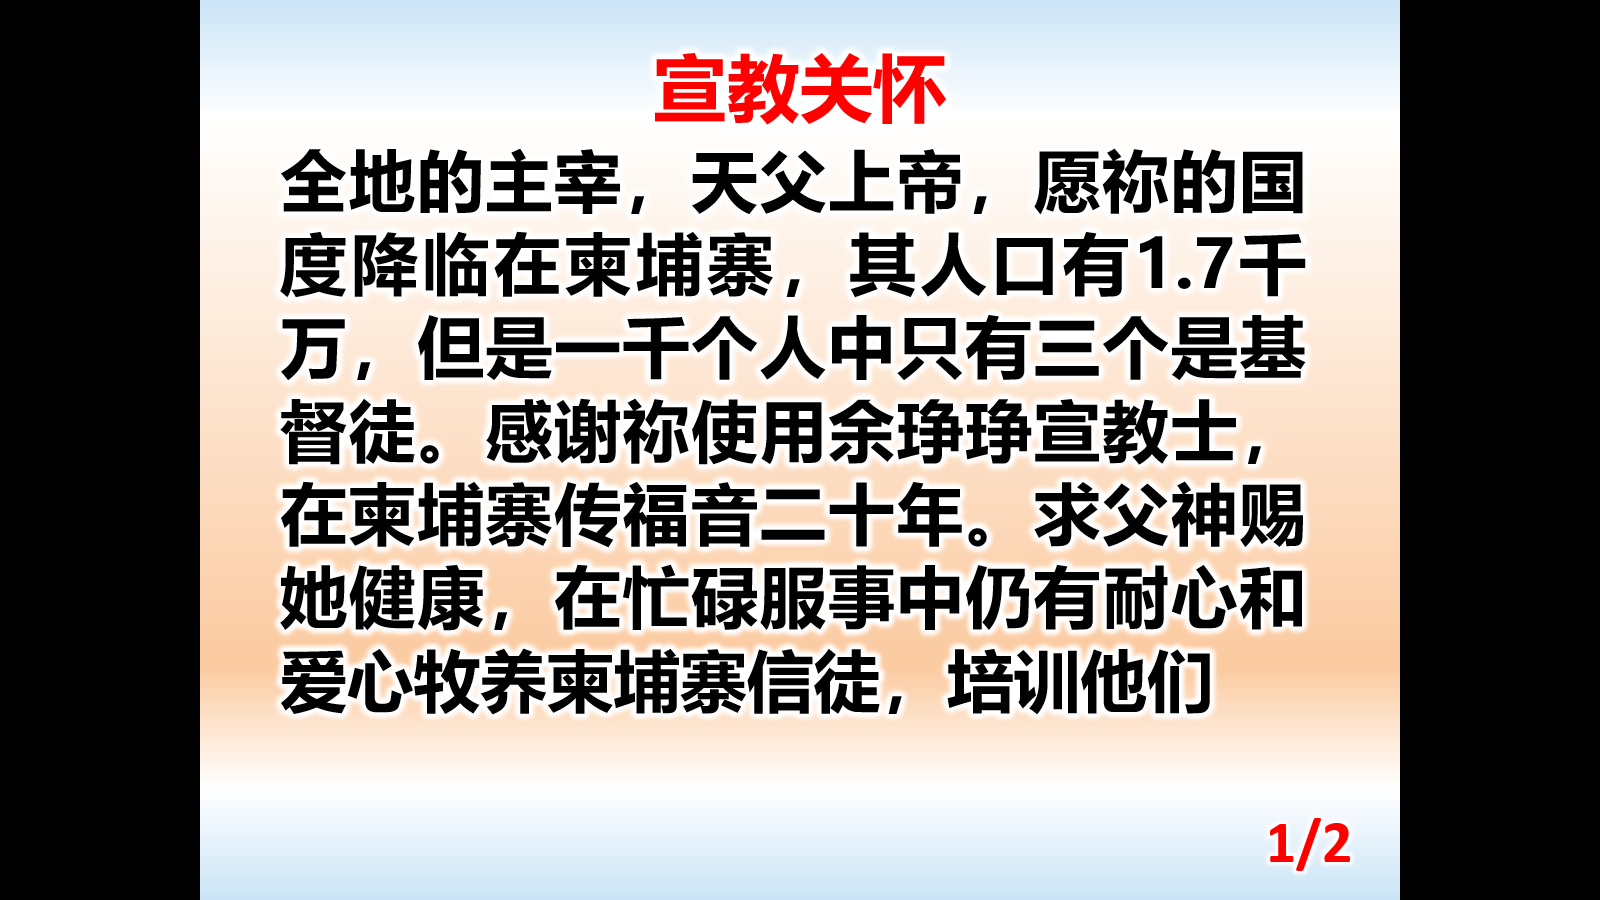 宣教关怀
全地的主宰，天父上帝，愿祢的国
度降临在柬埔寨，其人口有1.7千
万，但是一千个人中只有三个是基
督徒。感谢祢使用余琤琤宣教士，
在柬埔寨传福音二十年。求父神赐
她健康，在忙碌服事中仍有耐心和
爱心牧养柬埔寨信徒，培训他们
1/2